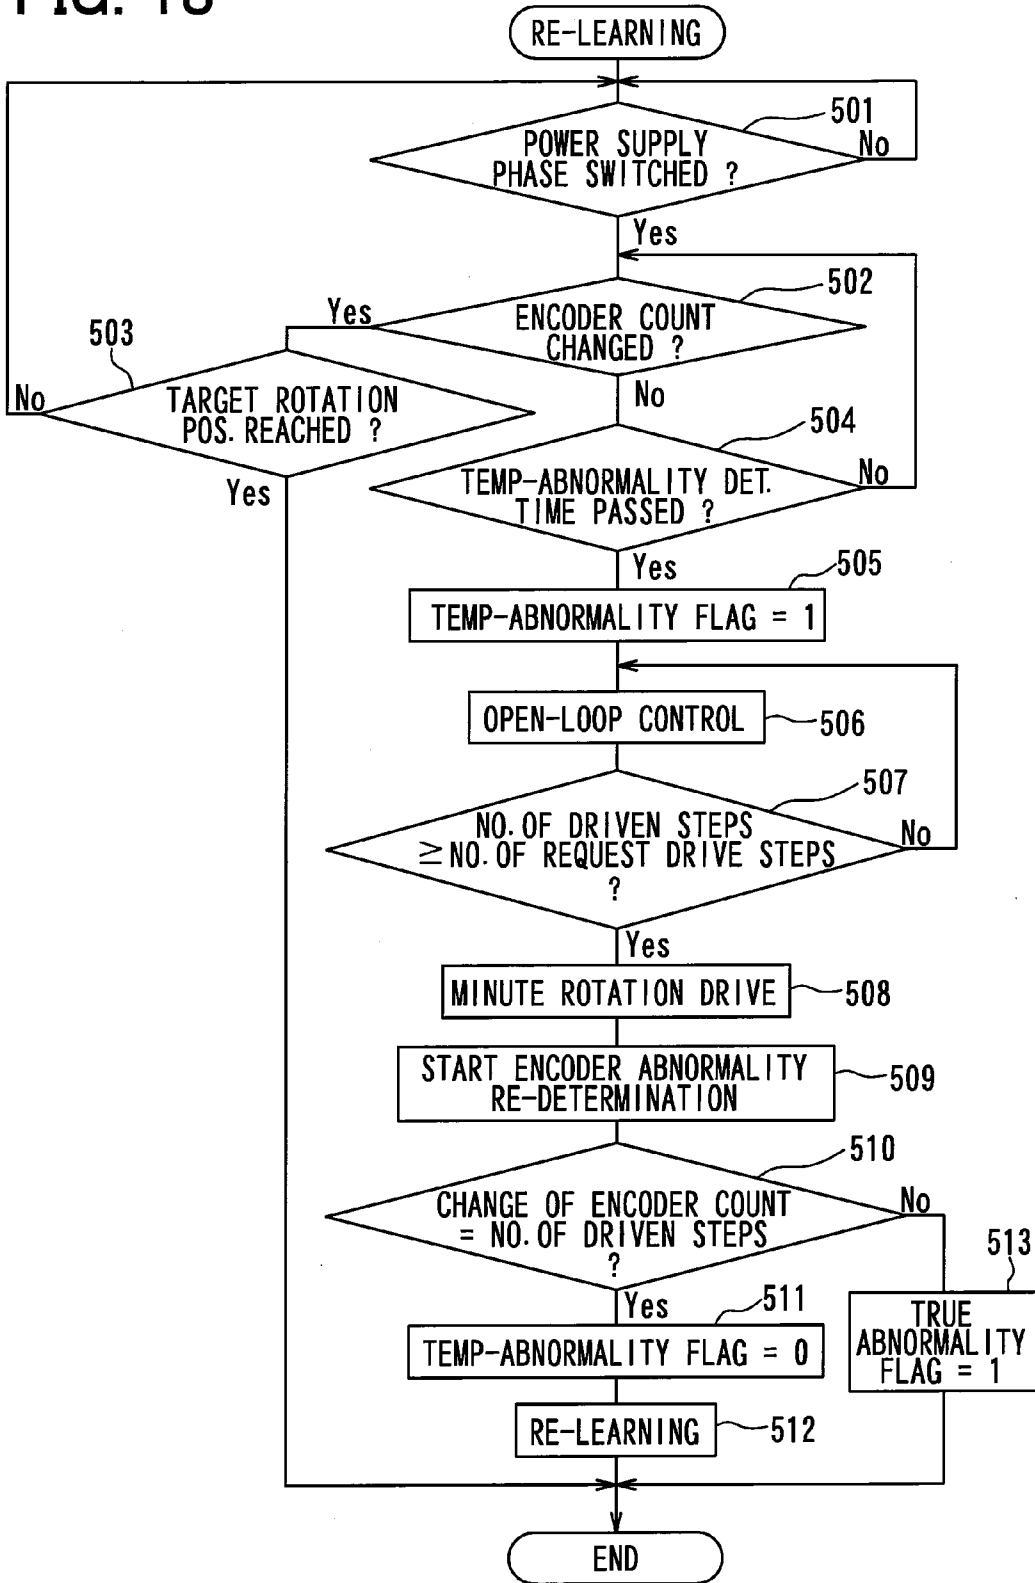 RE-LEARNING
501
POWER SUPPLY
PHASE SWITCHED ?
No
Yes
502
ENCODER COUNT
CHANGED ?
Yes
No
503
TARGET ROTATION
POS. REACHED ?
No
Yes
504
TEMP-ABNORMALITY DET.
TIME PASSED ?
No
Yes
505
TEMP-ABNORMALITY FLAG = 1
OPEN-LOOP CONTROL
506
507
NO. OF DRIVEN STEPS
≥ NO. OF REQUEST DRIVE STEPS
?
No
Yes
MINUTE ROTATION DRIVE
508
START ENCODER ABNORMALITY
RE-DETERMINATION
509
510
CHANGE OF ENCODER COUNT
= NO. OF DRIVEN STEPS
?
No
Yes
513
TRUE
ABNORMALITY
FLAG = 1
511
TEMP-ABNORMALITY FLAG = 0
RE-LEARNING
512
END